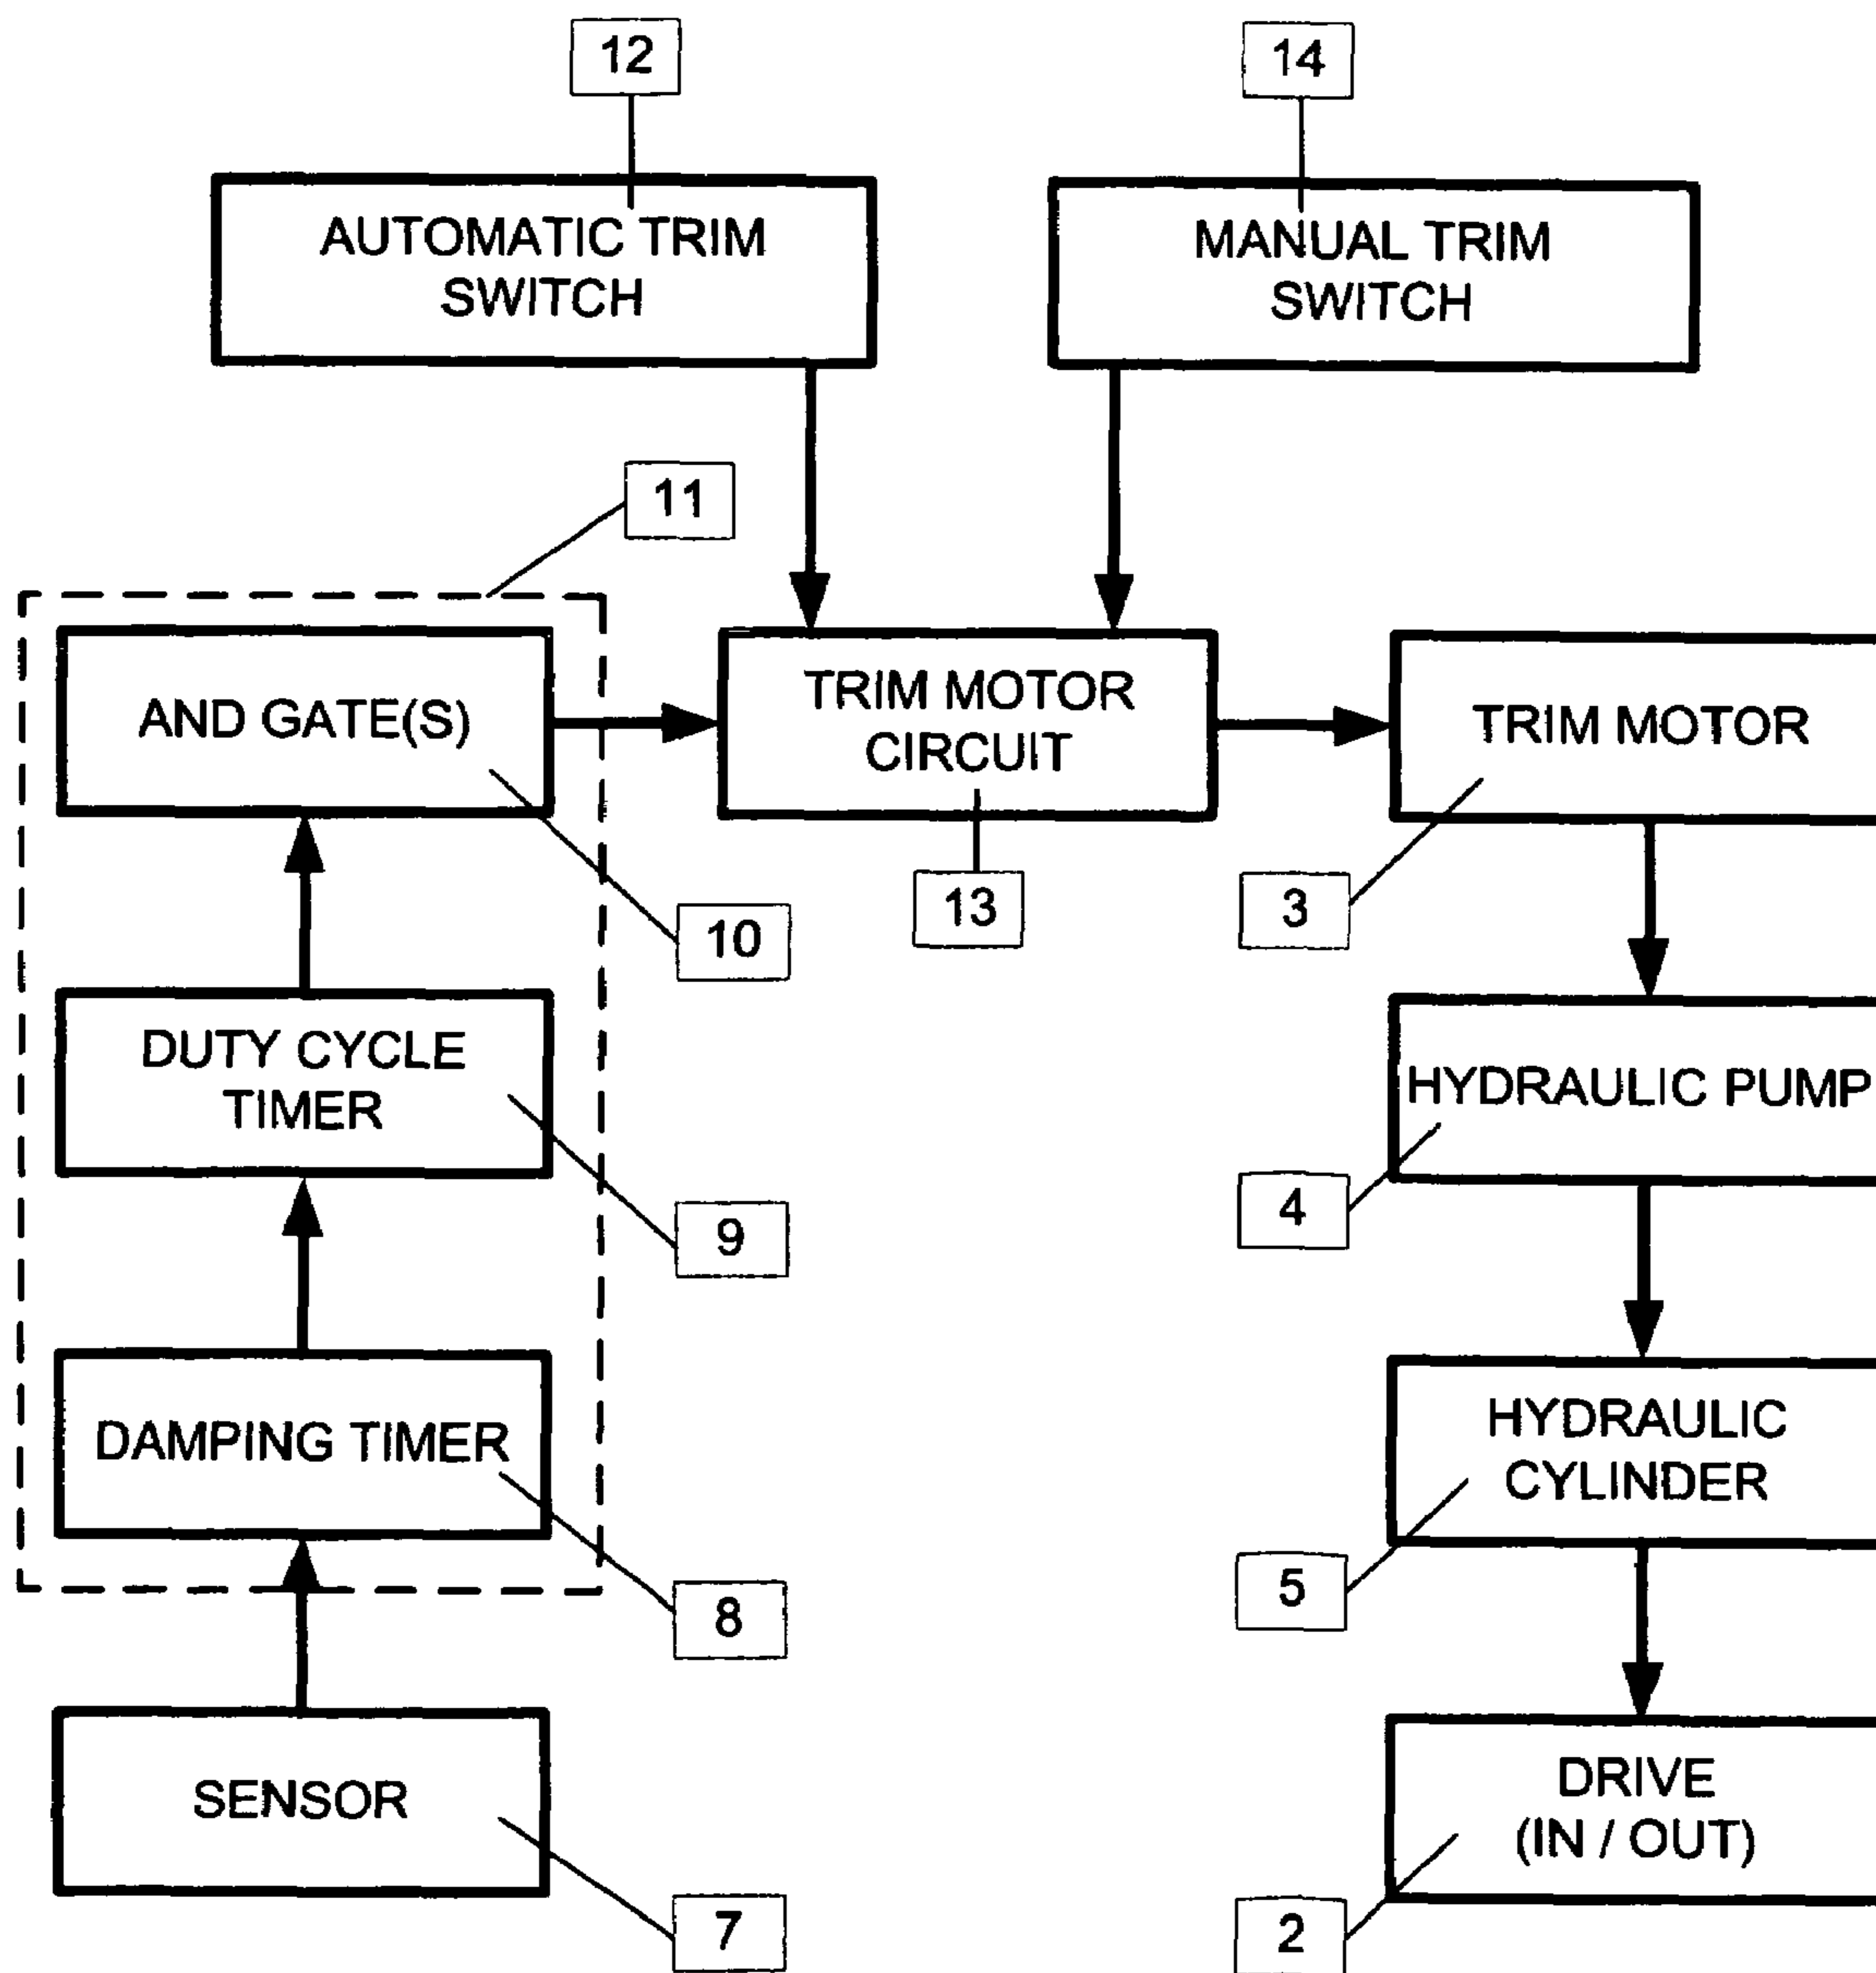 12
14
AUTOMATIC TRIM
SWITCH
MANUAL TRIM
SWITCH
11
AND GATE(S)
TRIM MOTOR
CIRCUIT
TRIM MOTOR
10
13
3
DUTY CYCLE
TIMER
HYDRAULIC PUMP
9
4
DAMPING TIMER
HYDRAULIC
CYLINDER
8
5
SENSOR
DRIVE
(IN / OUT)
7
2